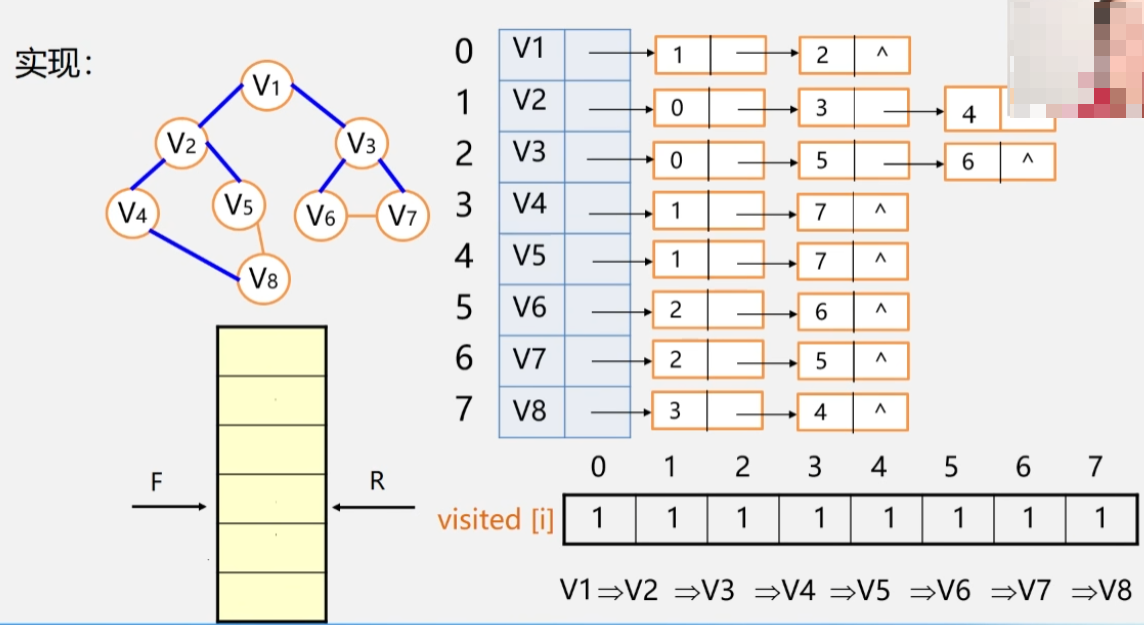 实现：
V1
V2 V3
V4 V5 V6 V7
V8
F R
0 V1 1 2 ^
1 V2 0 3 4
2 V3 0 5 6 ^
3 V4 1 7 ^
4 V5 1 7 ^
5 V6 2 6 ^
6 V7 2 5 ^
7 V8 3 4 ^
0 1 2 3 4 5 6 7
visited [i] 1 1 1 1 1 1 1 1
V1⇒V2 ⇒V3 ⇒V4 ⇒V5 ⇒V6 ⇒V7 ⇒V8